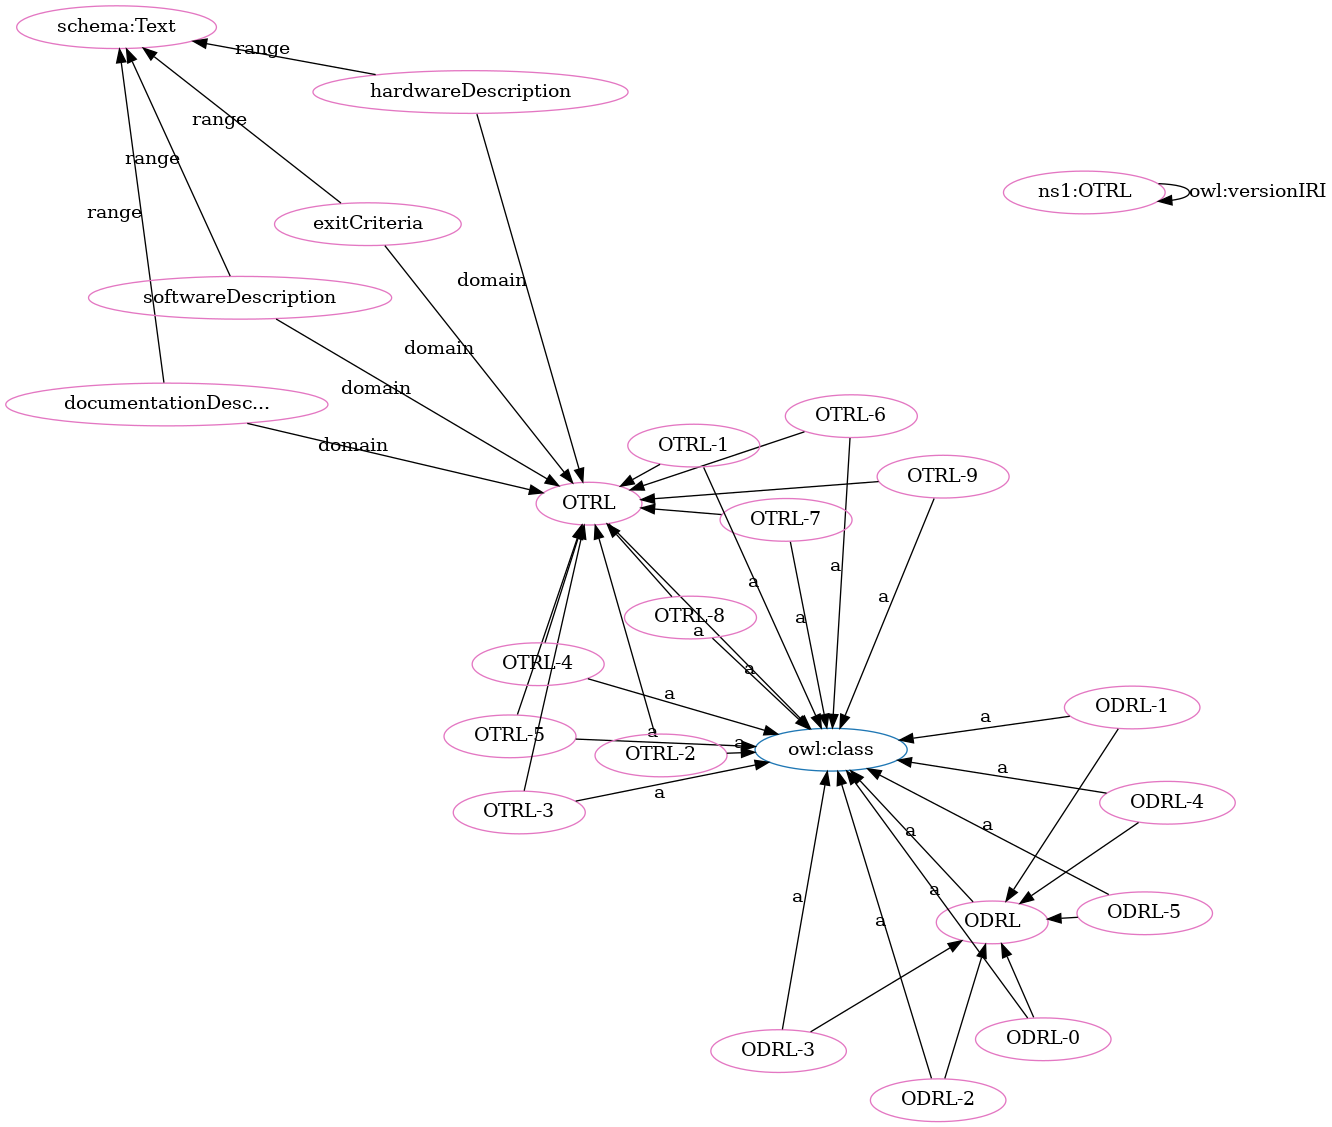 schema:Text
range
hardwareDescription
range
range
ns1:OTRL
owl:versionIRI
range
exitCriteria
domain
softwareDescription
domain
domain
documentationDesc...
domain
OTRL-6
OTRL-1
OTRL-9
OTRL
OTRL-7
a
a
a
OTRL-8
a
a
OTRL-4
a
a
OTRL-5
a
a
OTRL-2
owl:class
a
OTRL-3
ODRL-1
a
a
ODRL-4
a
a
a
a
a
ODRL-5
ODRL
ODRL-3
ODRL-0
ODRL-2